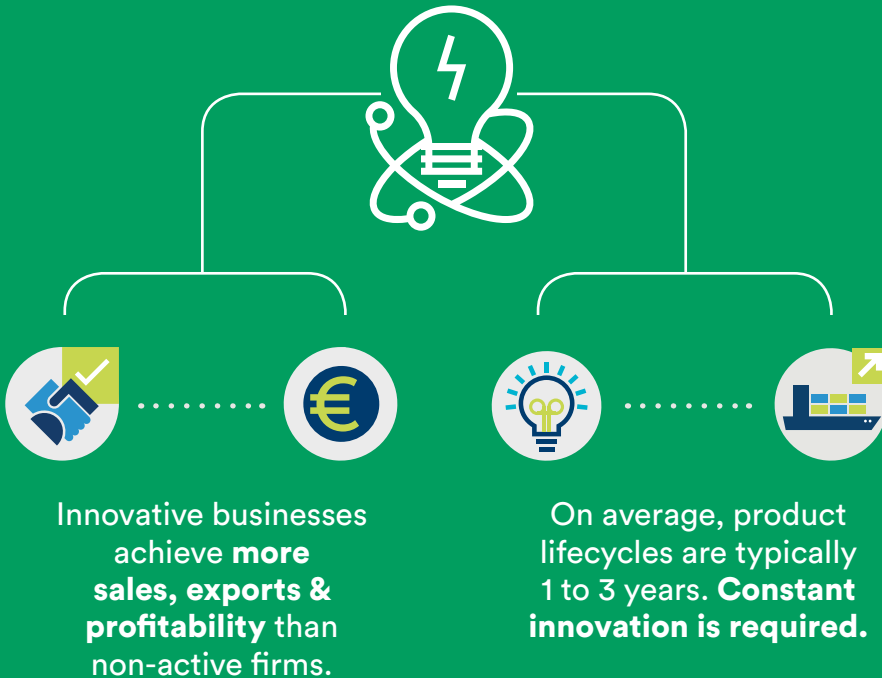 Innovative businesses
achieve more
sales, exports &
profitability than
non-active firms.
On average, product
lifecycles are typically
1 to 3 years. Constant
innovation is required.